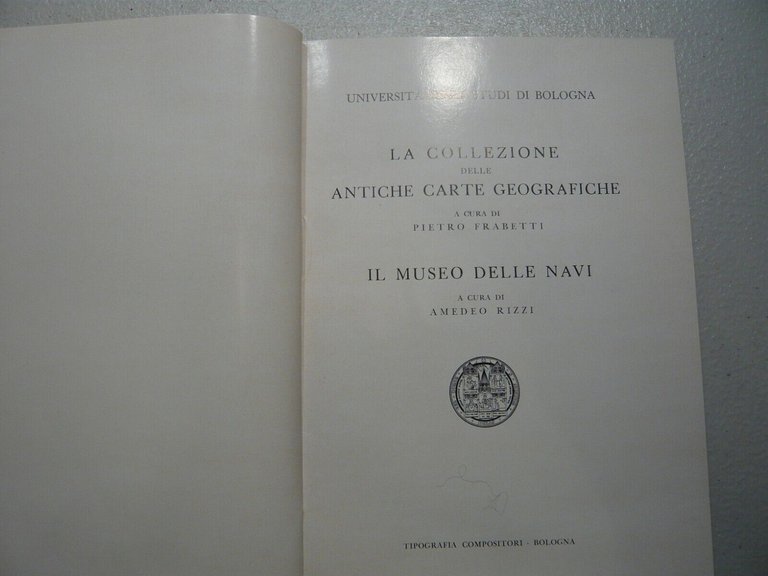 UNIVERSITÀ DEGLI STUDI DI BOLOGNA
LA COLLEZIONE
DELLE
ANTICHE CARTE GEOGRAFICHE
A CURA DI
PIETRO FRABETTI
IL MUSEO DELLE NAVI
A CURA DI
AMEDEO RIZZI
TIPOGRAFIA COMPOSITORI - BOLOGNA